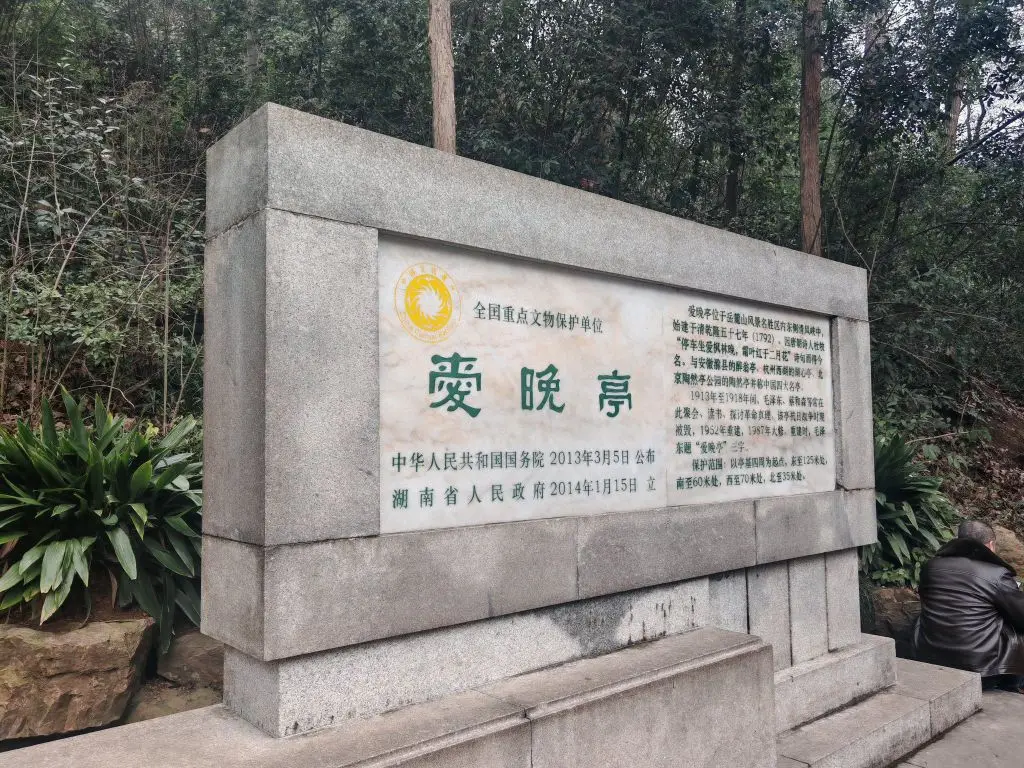 全国重点文物保护单位
愛晚亭
中华人民共和国国务院 2013年3月5日 公布
湖南省人民政府 2014年1月15日 立
爱晚亭位于岳麓山风景名胜区内东侧清风峡中，
始建于清乾隆五十七年（1792），因唐朝诗人杜牧
“停车坐爱枫林晚，霜叶红于二月花”诗句而得今
名，与安徽滁县的醉翁亭、杭州西湖的湖心亭、北
京陶然亭公园的陶然亭并称中国四大名亭。
1913年至1918年间，毛泽东、蔡和森等常在
此聚会、读书，探讨革命真理。该亭抗日战争时期
被毁，1952年重建，1987年大修。重建时，毛泽
东题“爱晚亭”三字。
保护范围：以亭基四周为起点，东至125米处，
南至60米处，西至70米处，北至35米处。